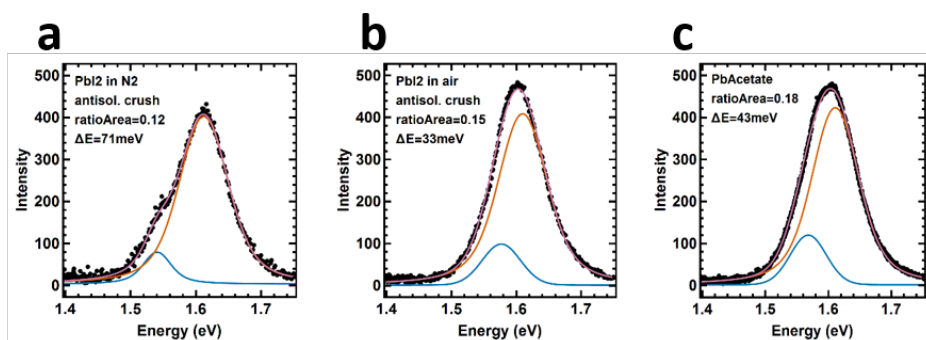 a
b
c
PbI2 in N2
antisol. crush
ratioArea=0.12
ΔE=71meV
PbI2 in air
antisol. crush
ratioArea=0.15
ΔE=33meV
PbAcetate
ratioArea=0.18
ΔE=43meV
500
400
300
200
100
0
Intensity
1.4 1.5 1.6 1.7
Energy (eV)
500
400
300
200
100
0
Intensity
1.4 1.5 1.6 1.7
Energy (eV)
500
400
300
200
100
0
Intensity
1.4 1.5 1.6 1.7
Energy (eV)